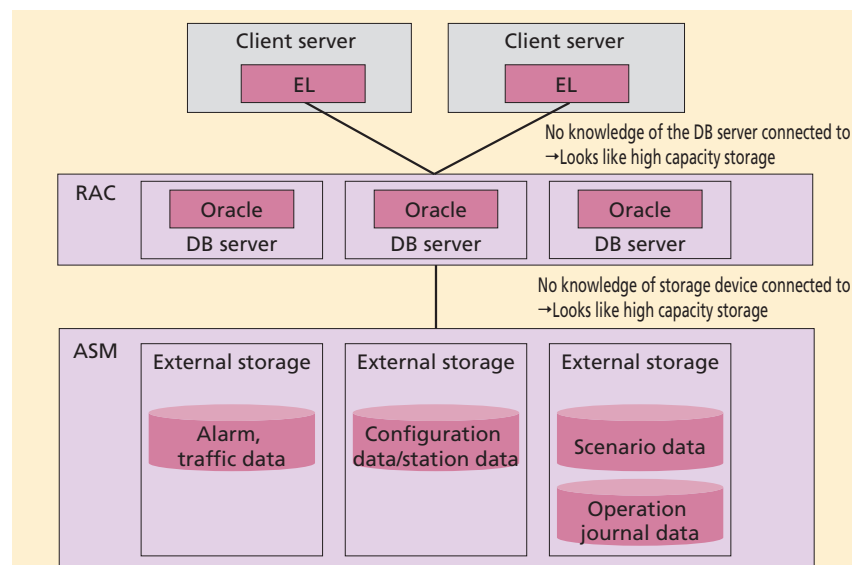 Client server
Client server
EL
EL
No knowledge of the DB server connected to
→Looks like high capacity storage
RAC
Oracle
Oracle
Oracle
DB server
DB server
DB server
No knowledge of storage device connected to
→Looks like high capacity storage
ASM
External storage
External storage
External storage
Alarm,
traffic data
Configuration
data/station data
Scenario data
Operation
journal data